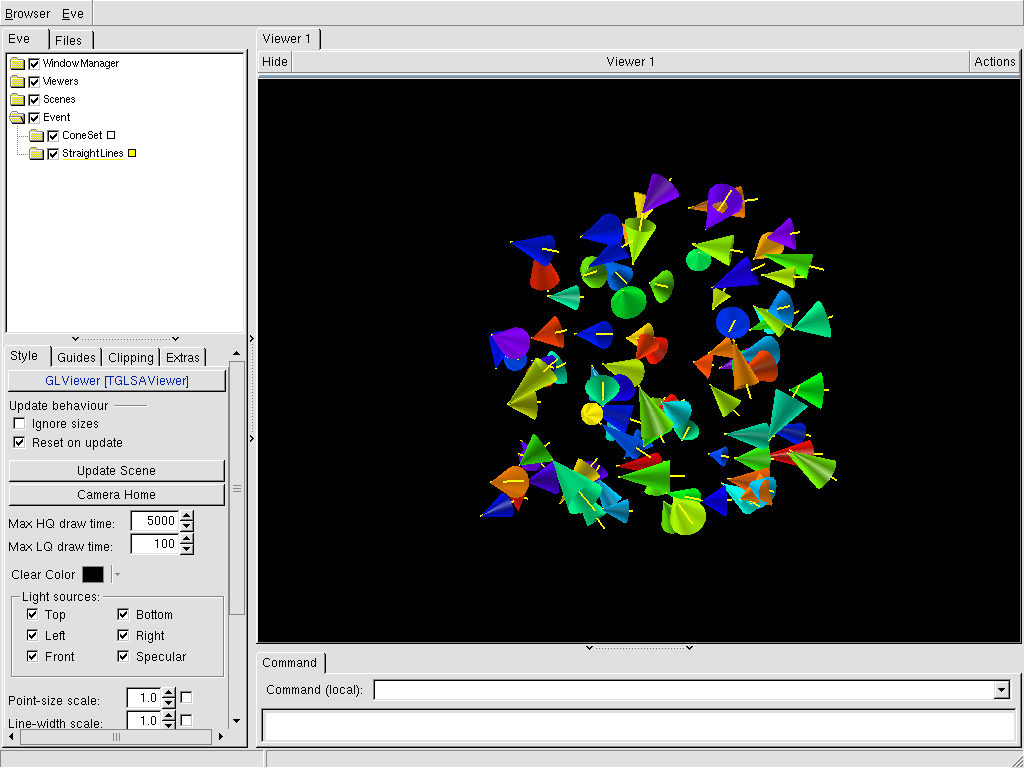 Browser Eve
Eve Files
Viewer 1
Hide Viewer 1 Actions
WindowManager
Viewers
Scenes
Event
ConeSet
StraightLines
Style Guides Clipping Extras
GLViewer [TGLSAViewer]
Update behaviour
Ignore sizes
Reset on update
Update Scene
Camera Home
Max HQ draw time: 5000
Max LQ draw time: 100
Clear Color
Light sources:
Top Bottom
Left Right
Front Specular
Point-size scale: 1.0
Line-width scale: 1.0
Command
Command (local):